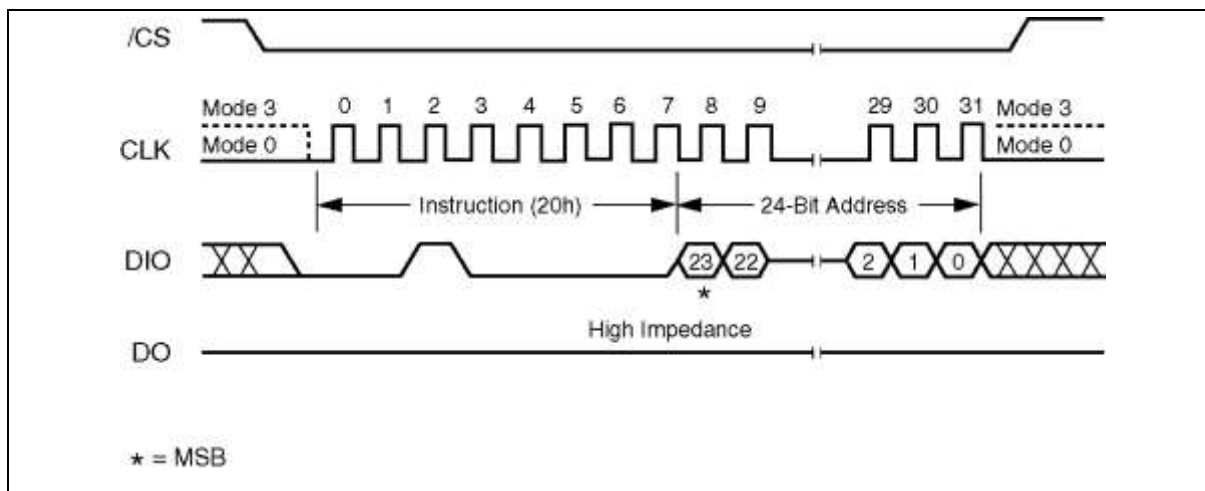 /CS
Mode 3 0 1 2 3 4 5 6 7 8 9 29 30 31 Mode 3
CLK Mode 0 Mode 0
Instruction (20h) 24-Bit Address
DIO 23 22 2 1 0
*
High Impedance
DO
* = MSB